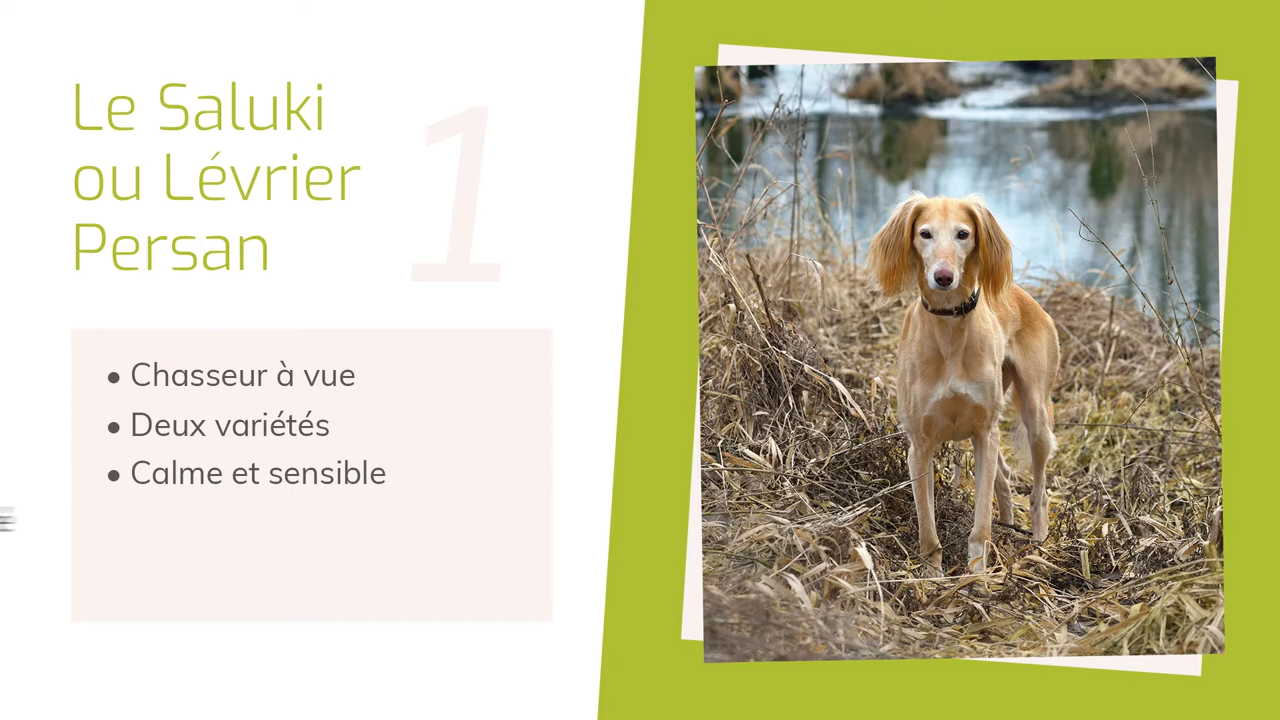 Le Saluki
ou Lévrier
Persan
1
• Chasseur à vue
• Deux variétés
• Calme et sensible